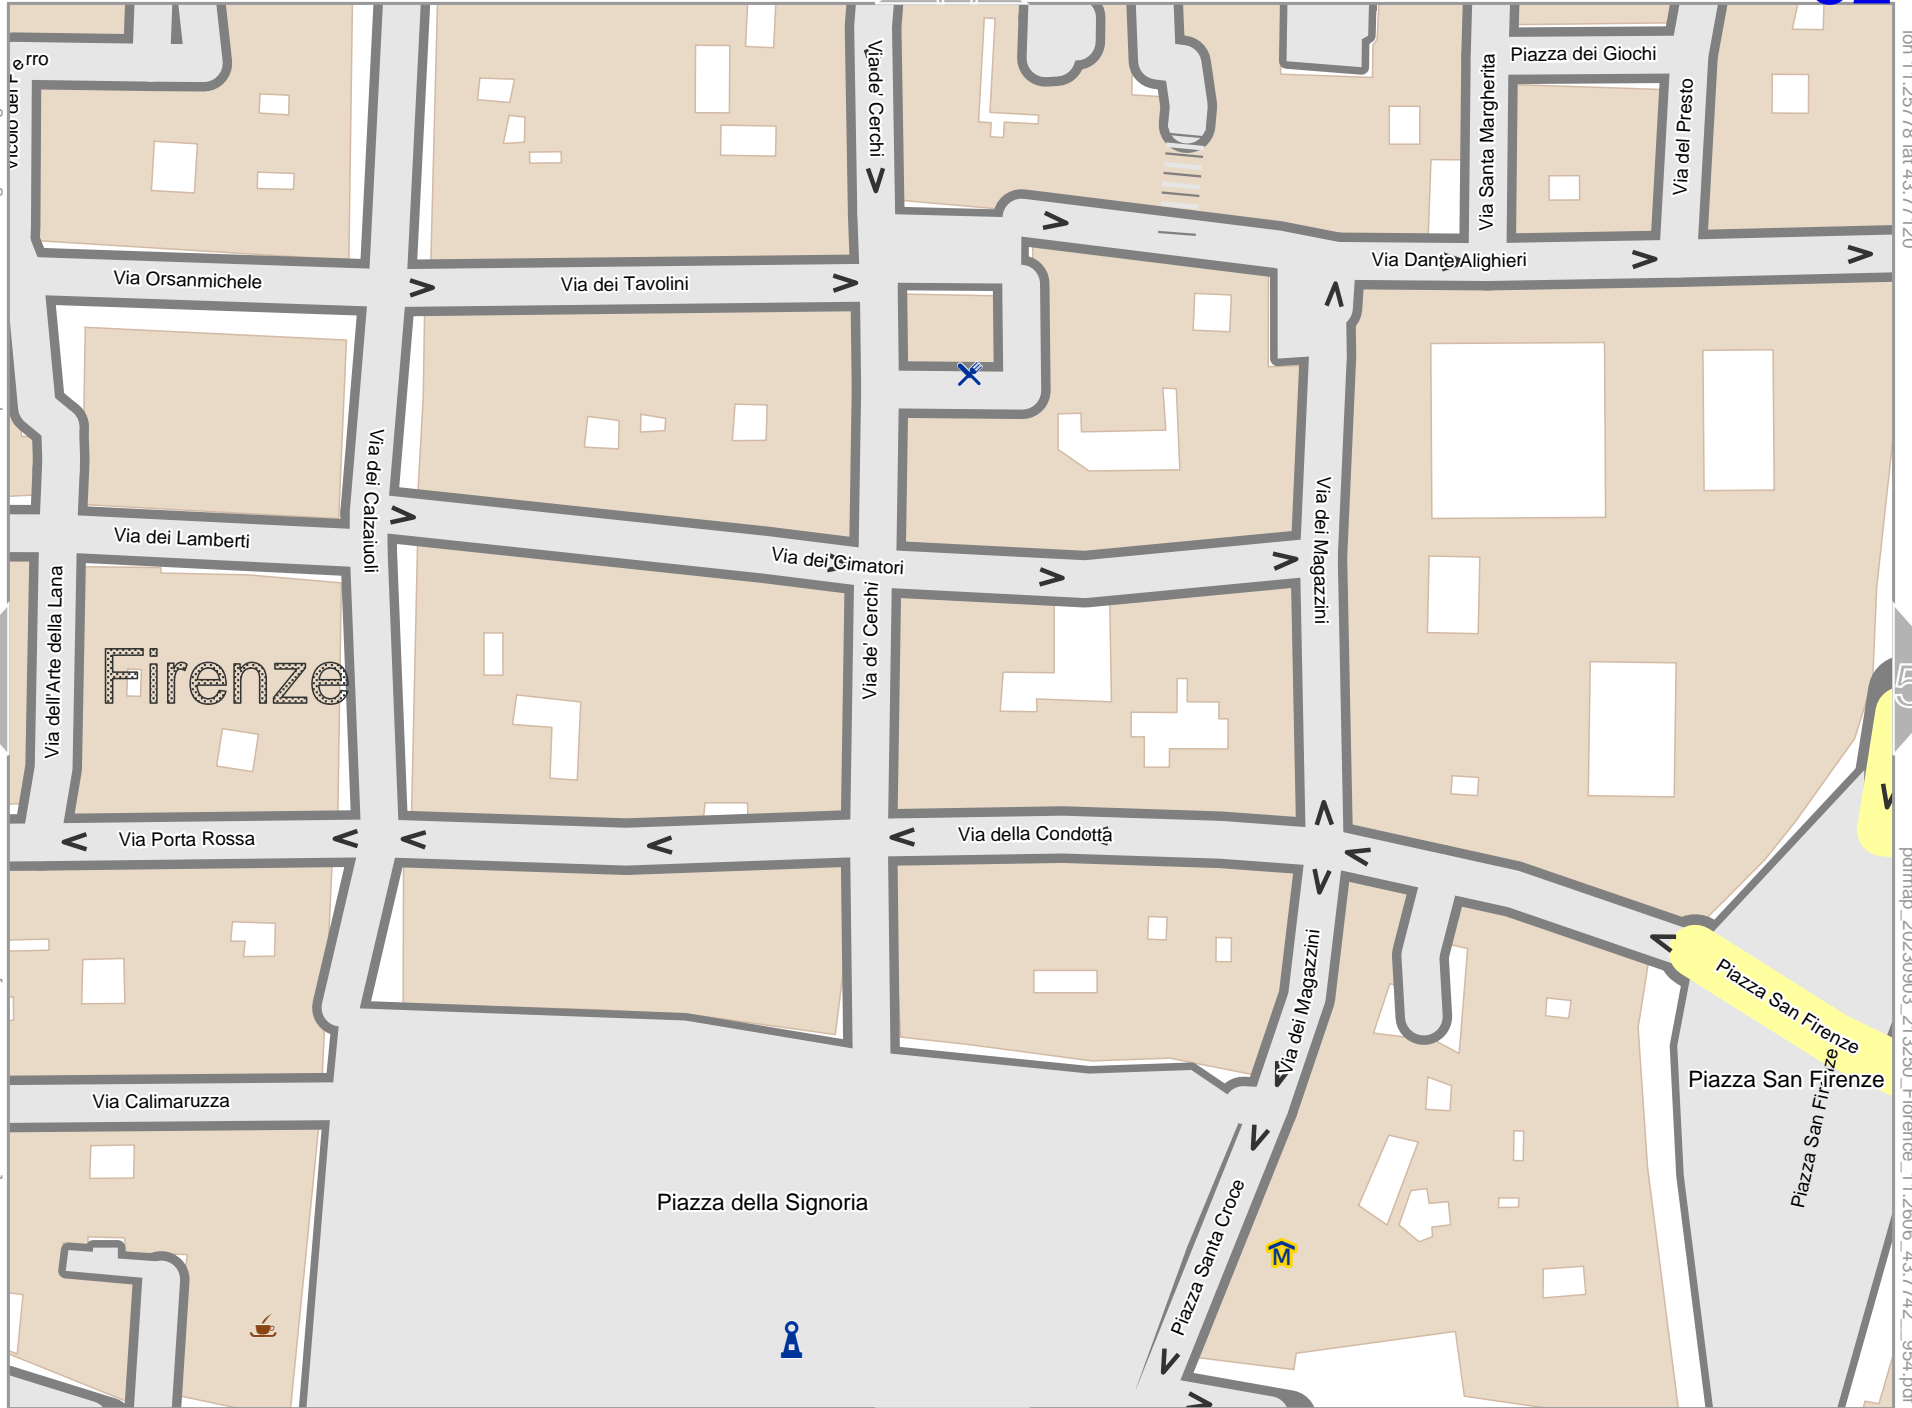 Piazza dei Giochi
Via de' Cerchi
Via Santa Margherita
Via del Presto
Via Orsanmichele
Via dei Tavolini
Via Dante Alighieri
Via dei Calzaiuoli
Via dei Magazzini
Via dei Lamberti
Via dei Cimatori
Via dell'Arte della Lana
Via de' Cerchi
Firenze
5
Via Porta Rossa
Via della Condotta
Via dei Magazzini
Piazza San Firenze
Piazza San Firenze
Piazza San Firenze
Via Calimaruzza
Piazza della Signoria
Piazza Santa Croce
M